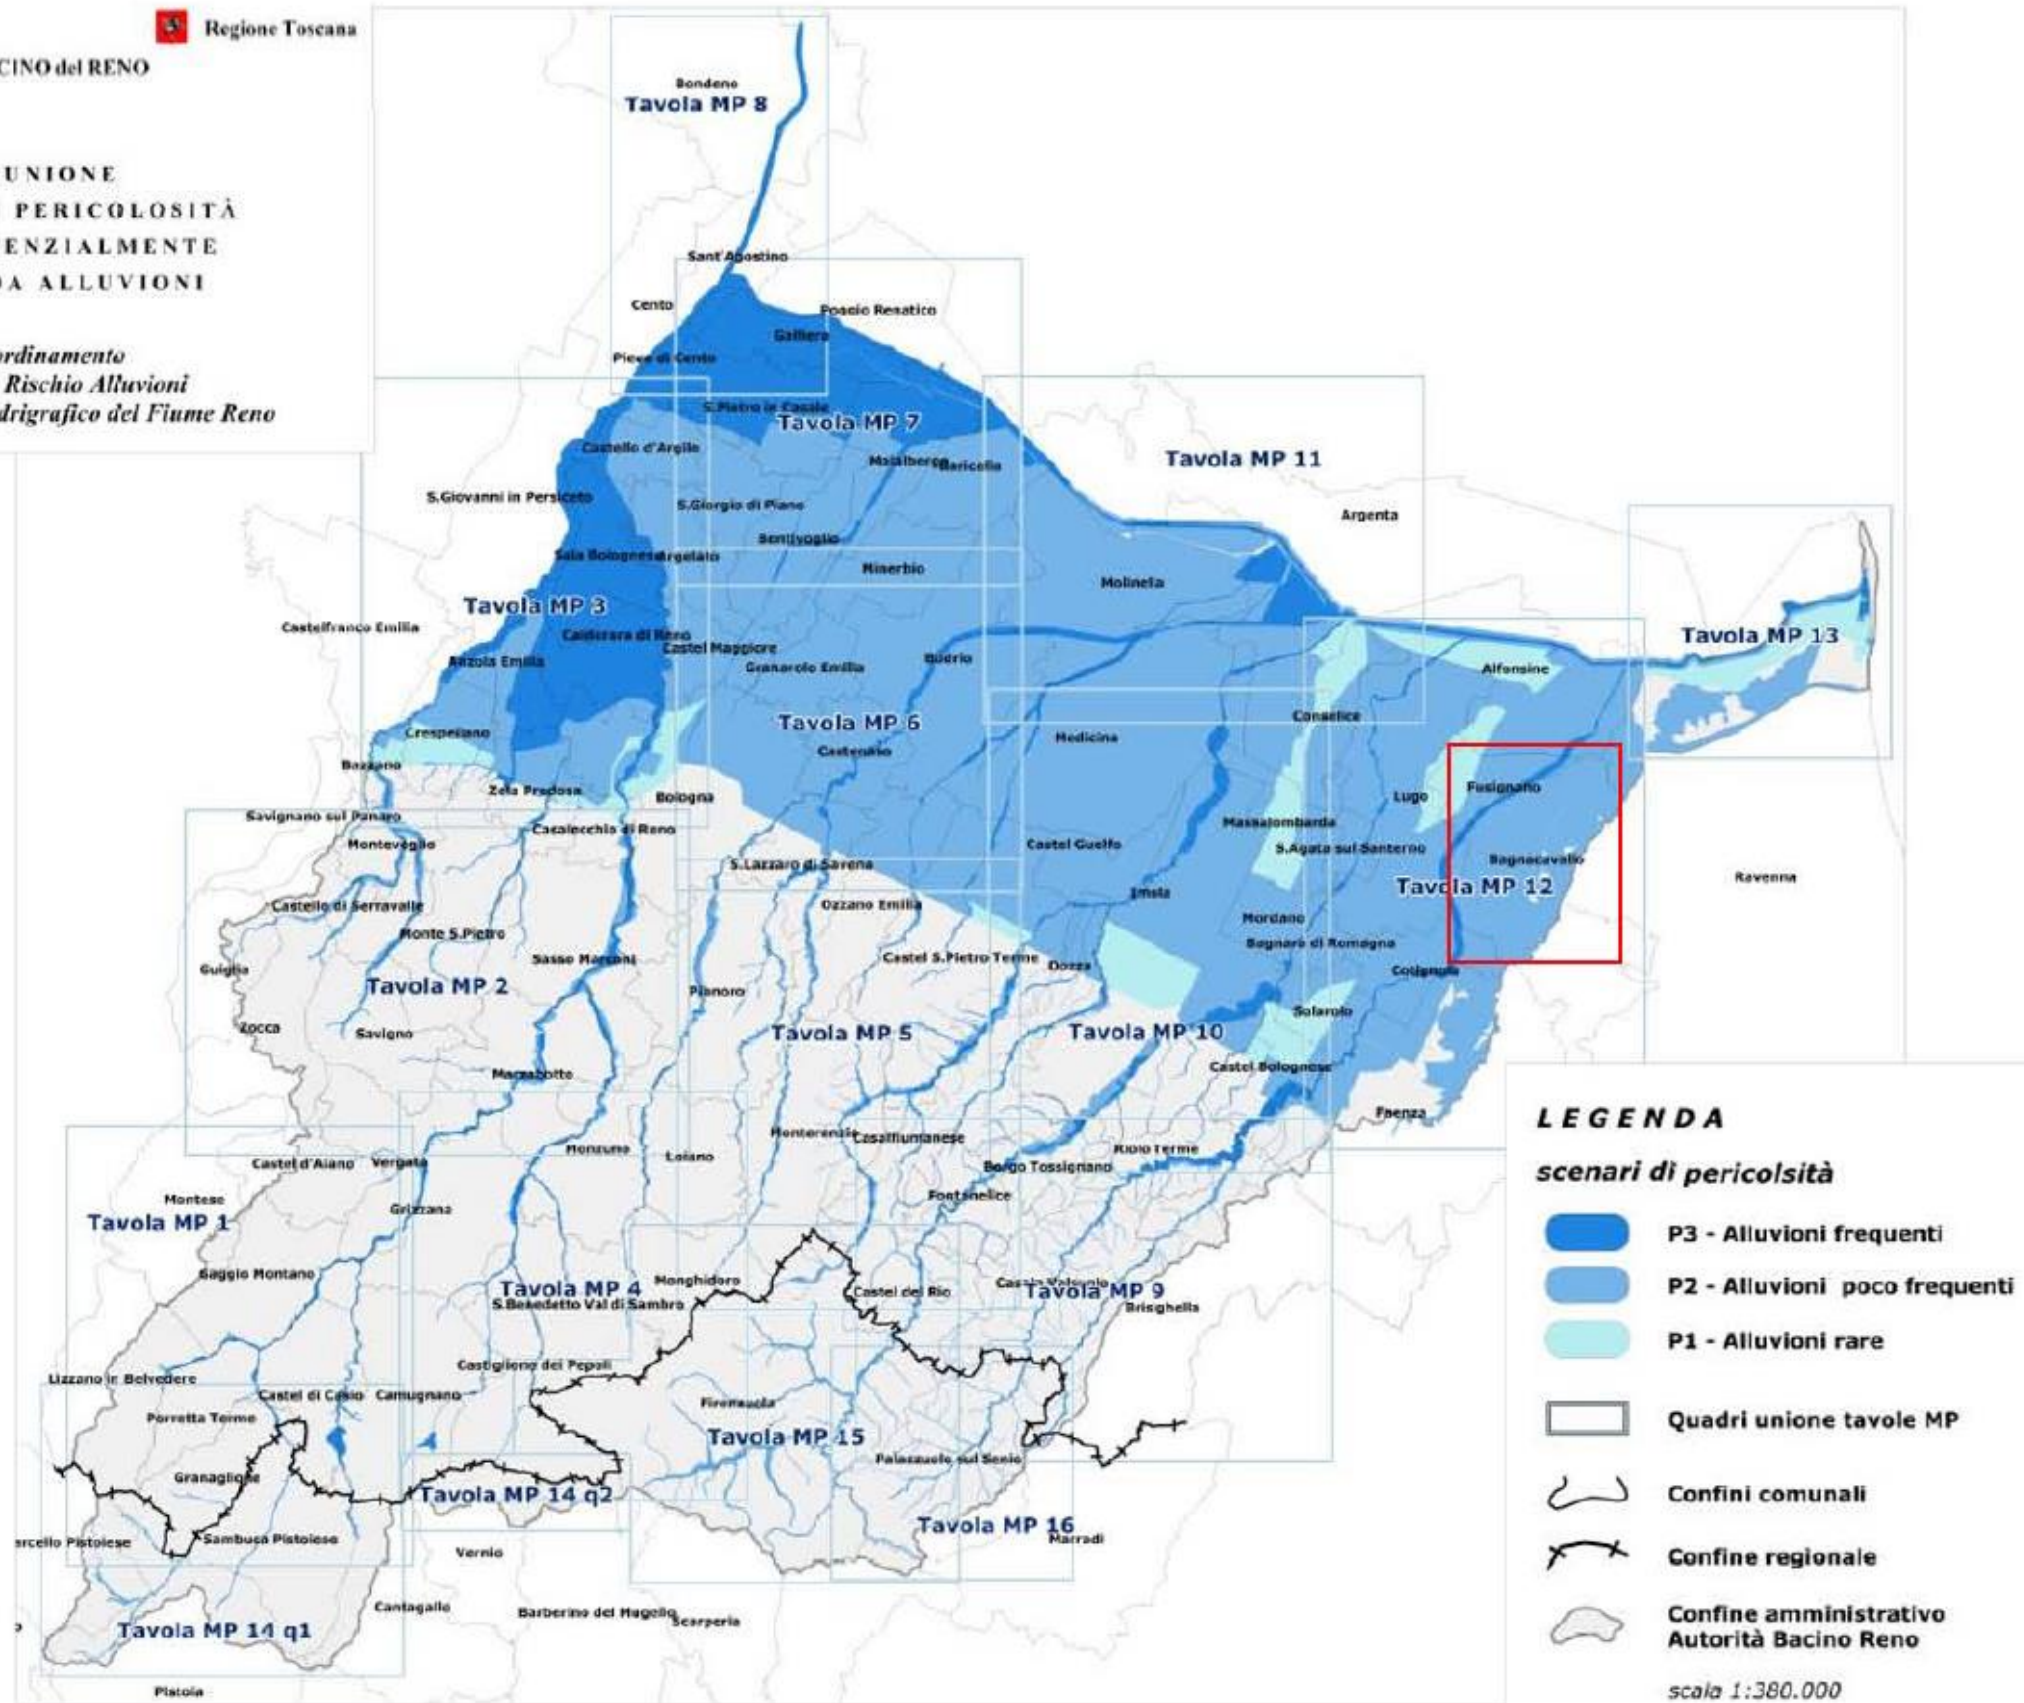 Regione Toscana
CINO del RENO
UNIONE
PERICOLOSITÀ
ENZIALMENTE
DA ALLUVIONI
ordinamento
Rischio Alluvioni
drigrafico del Fiume Reno
Bondeno
Tavola MP 8
Sant'Agostino
Cento
Poggio Renatico
Galliera
Pieve di Cento
S.Pietro in Casale
Tavola MP 7
Castello d'Argile
Malalbergo
Baricella
Tavola MP 11
S.Giovanni in Persiceto
S.Giorgio di Piano
Argenta
Bentivoglio
Sala Bolognese
Argelato
Minerbio
Molinella
Tavola MP 3
Castelfranco Emilia
Calderara di Reno
Castel Maggiore
Tavola MP 13
Anzola Emilia
Granarolo Emilia
Budrio
Alfonsine
Crespellano
Tavola MP 6
Castenaso
Medicina
Conselice
Bazzano
Zola Predosa
Bologna
Fusignano
Lugo
Savignano sul Panaro
Casalecchio di Reno
Massalombarda
Monteveglio
Castel Guelfo
S.Agata sul Santerno
S.Lazzaro di Savena
Bagnacavallo
Ravenna
Imola
Tavola MP 12
Castello di Serravalle
Ozzano Emilia
Mordano
Monte S.Pietro
Bagnara di Romagna
Sasso Marconi
Castel S.Pietro Terme
Dozza
Cotignola
Guiglia
Tavola MP 2
Pianoro
Solarolo
Zocca
Savigno
Tavola MP 5
Tavola MP 10
Marzabotto
Castel Bolognese
Faenza
Monterenzio
Casalfiumanese
Castel d'Aiano
Vergato
Monzuno
Loiano
Riolo Terme
Borgo Tossignano
Montese
Fontanelice
Tavola MP 1
Grizzana
Gaggio Montano
Tavola MP 4
Monghidoro
S.Benedetto Val di Sambro
Castel del Rio
Casola Valsenio
Tavola MP 9
Brisighella
Castiglione dei Pepoli
Lizzano in Belvedere
Castel di Casio
Camugnano
Firenzuola
Porretta Terme
Tavola MP 15
Palazzuolo sul Senio
Granaglione
Tavola MP 14 q2
Tavola MP 16
Marradi
arcello Pistoiese
Sambuca Pistoiese
Vernio
Cantagallo
Barberino del Mugello
Scarperia
Tavola MP 14 q1
Pistoia
LEGENDA
scenari di pericolsità
P3 - Alluvioni frequenti
P2 - Alluvioni poco frequenti
P1 - Alluvioni rare
Quadri unione tavole MP
Confini comunali
Confine regionale
Confine amministrativo
Autorità Bacino Reno
scala 1:380.000